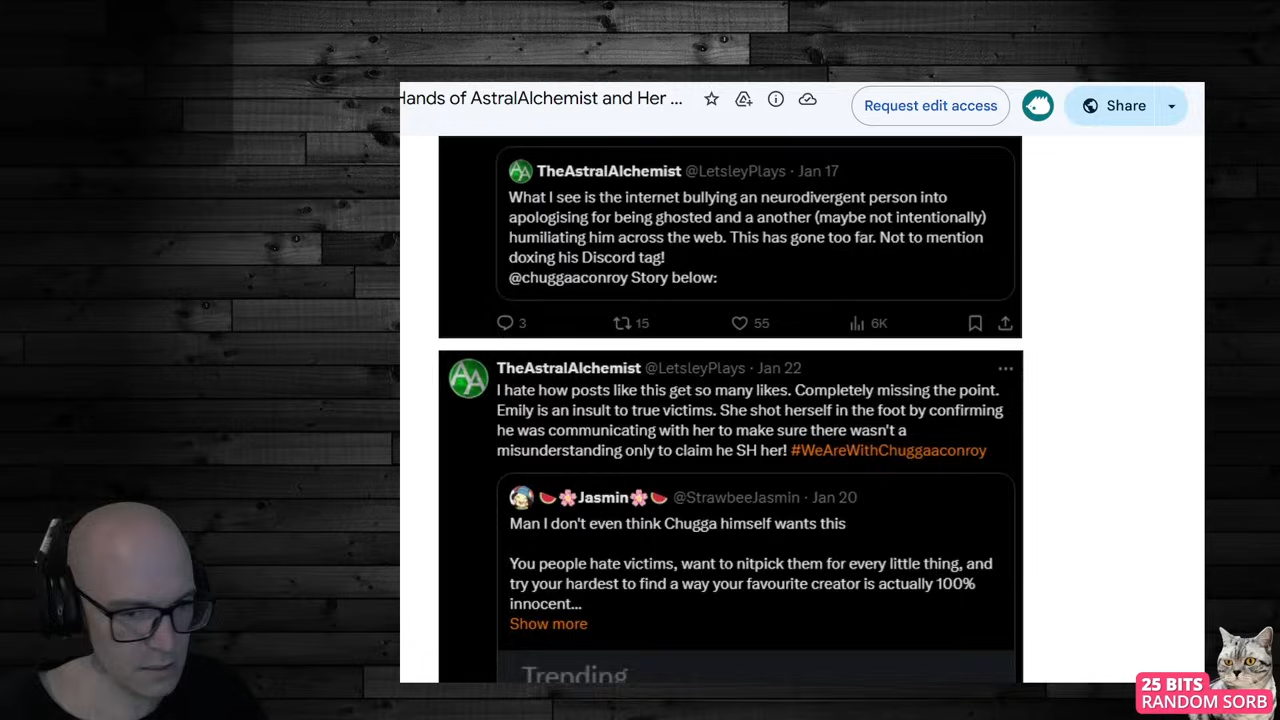 Hands of AstralAlchemist and Her ...
Request edit access
Share
TheAstralAlchemist @LetsleyPlays · Jan 17
What I see is the internet bullying an neurodivergent person into
apologising for being ghosted and a another (maybe not intentionally)
humiliating him across the web. This has gone too far. Not to mention
doxing his Discord tag!
@chuggaaconroy Story below:
3 15 55 6K
TheAstralAlchemist @LetsleyPlays · Jan 22
I hate how posts like this get so many likes. Completely missing the point.
Emily is an insult to true victims. She shot herself in the foot by confirming
he was communicating with her to make sure there wasn't a
misunderstanding only to claim he SH her! #WeAreWithChuggaaconroy
🍉🌸Jasmin🌸🍉 @StrawbeeJasmin · Jan 20
Man I don't even think Chugga himself wants this
You people hate victims, want to nitpick them for every little thing, and
try your hardest to find a way your favourite creator is actually 100%
innocent...
Show more
Trending
25 BITS
RANDOM SORB